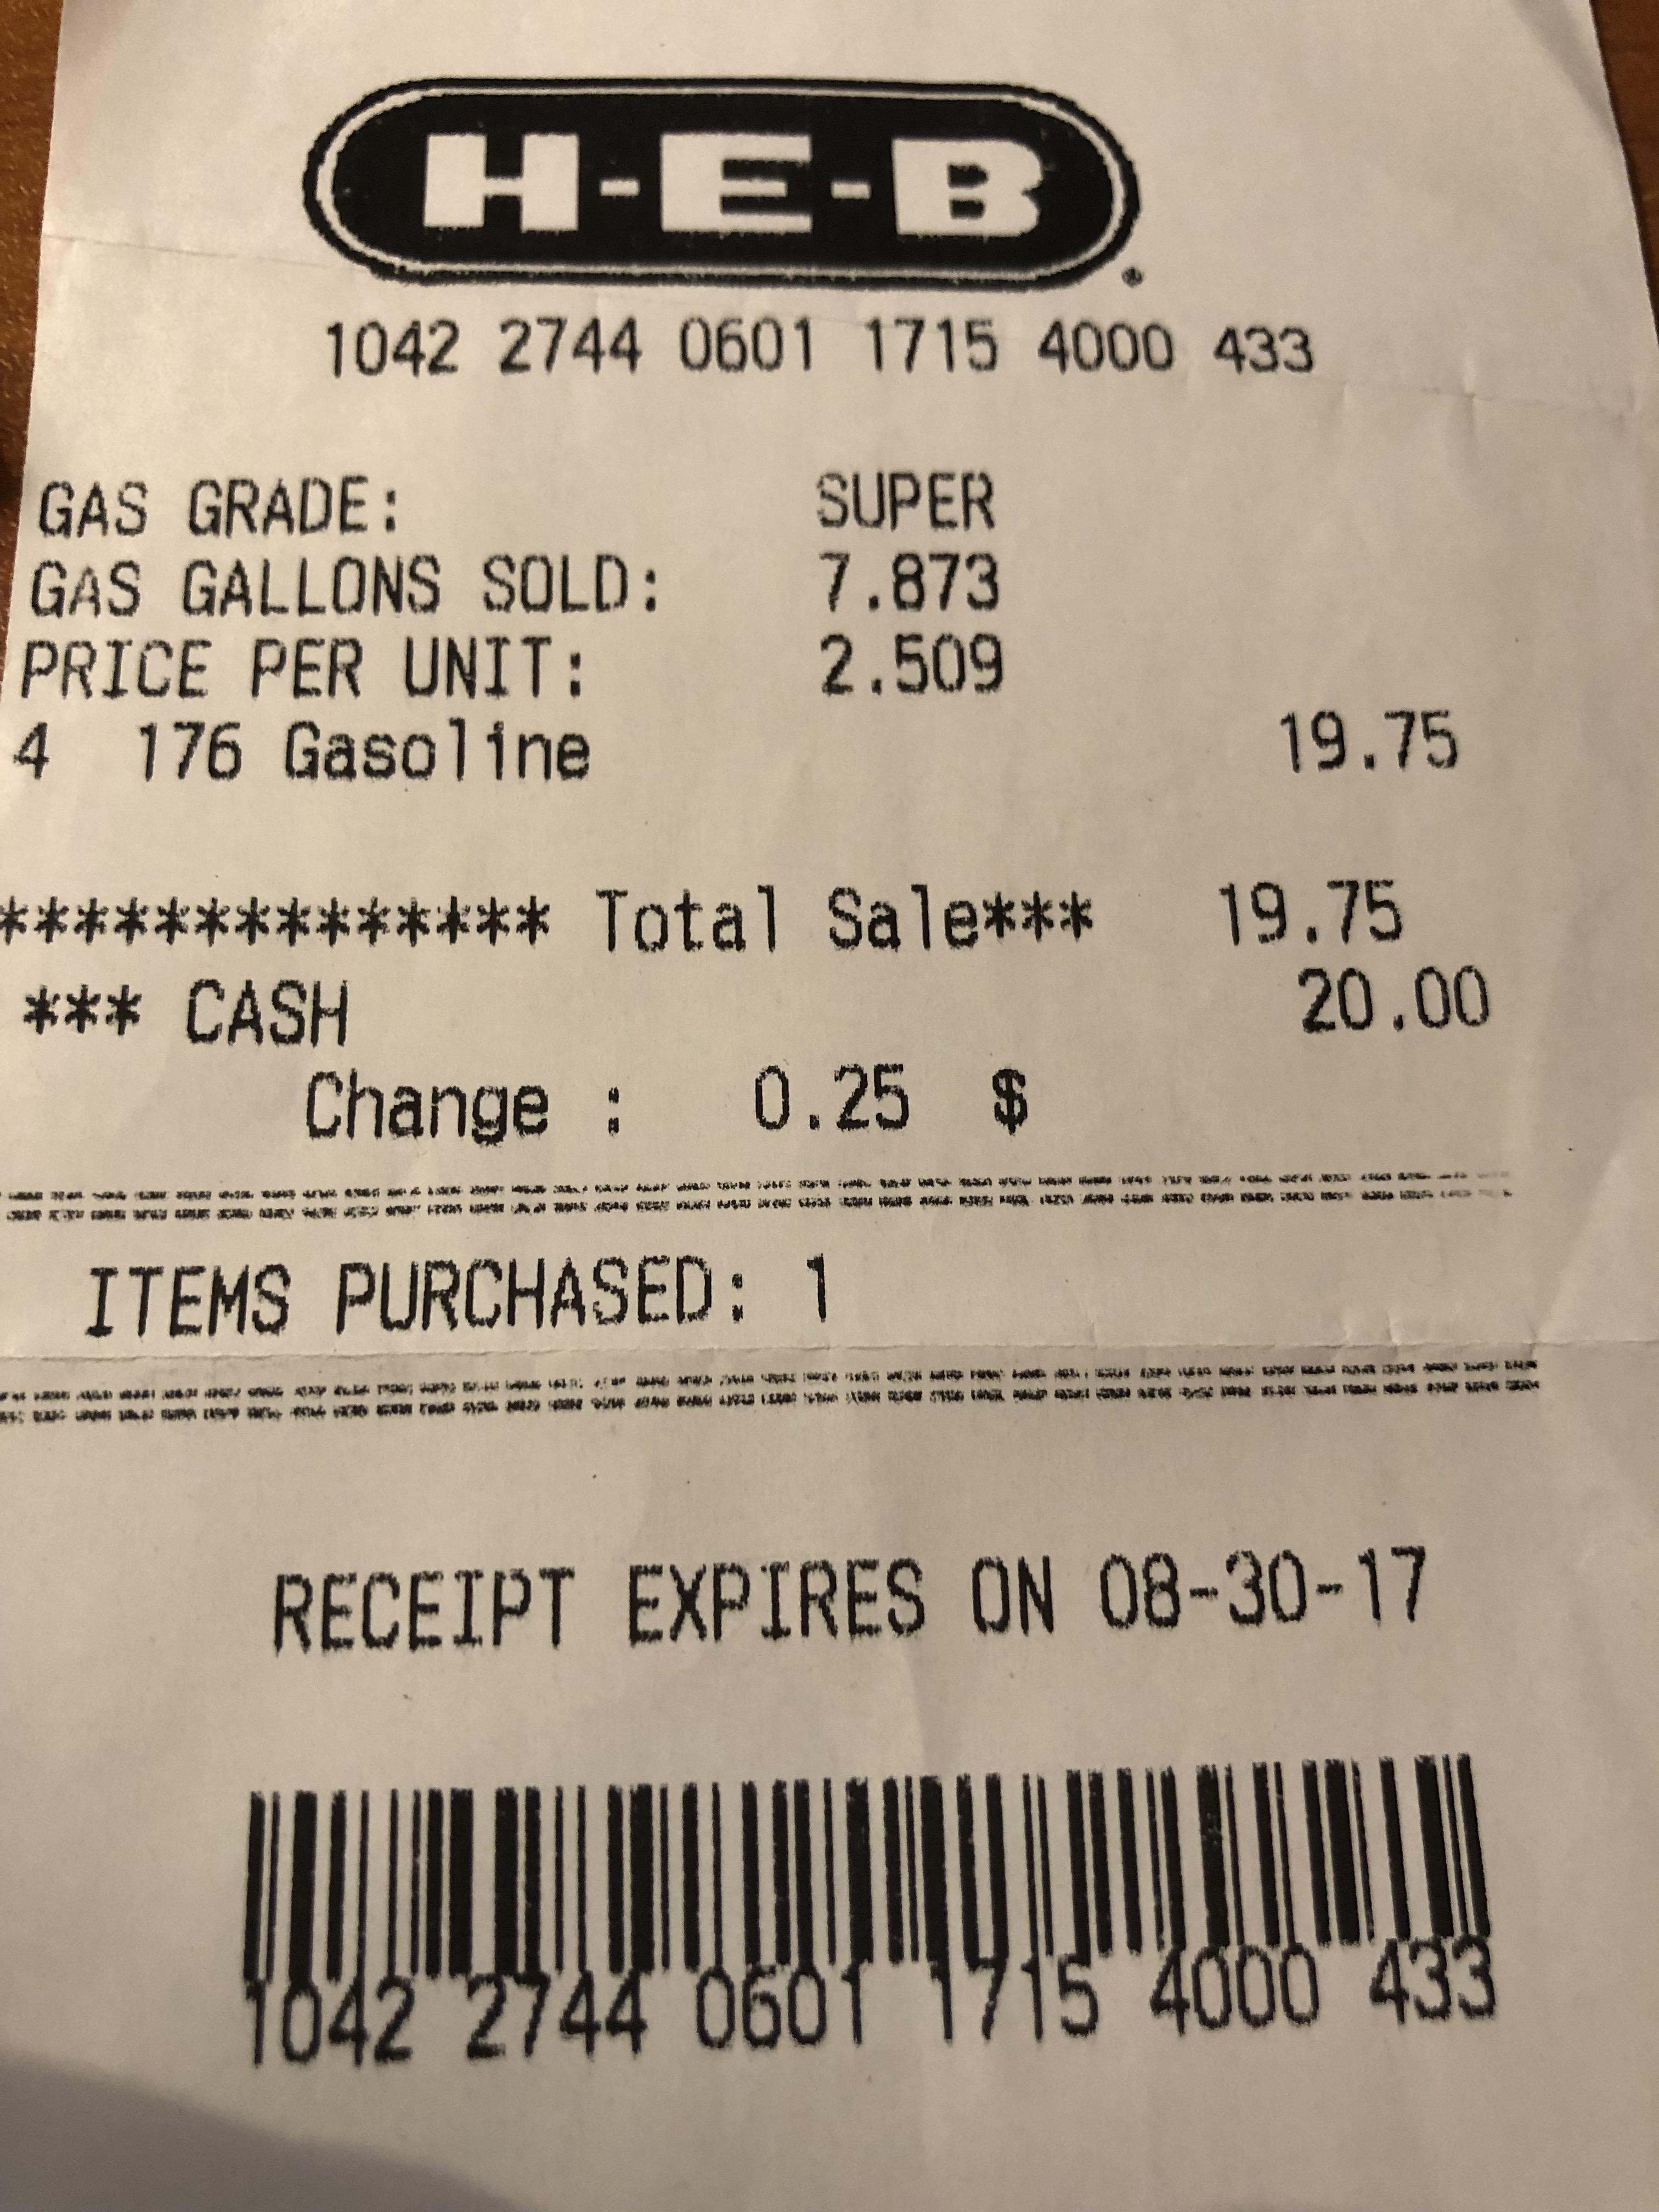 H-E-B
1042 2744 0601 1715 4000 433
GAS GRADE: SUPER
GAS GALLONS SOLD: 7.873
PRICE PER UNIT: 2.509
4 176 Gasoline 19.75
************** Total Sale*** 19.75
*** CASH 20.00
Change : 0.25 $
ITEMS PURCHASED: 1
RECEIPT EXPIRES ON 08-30-17
1042 2744 0601 1715 4000 433